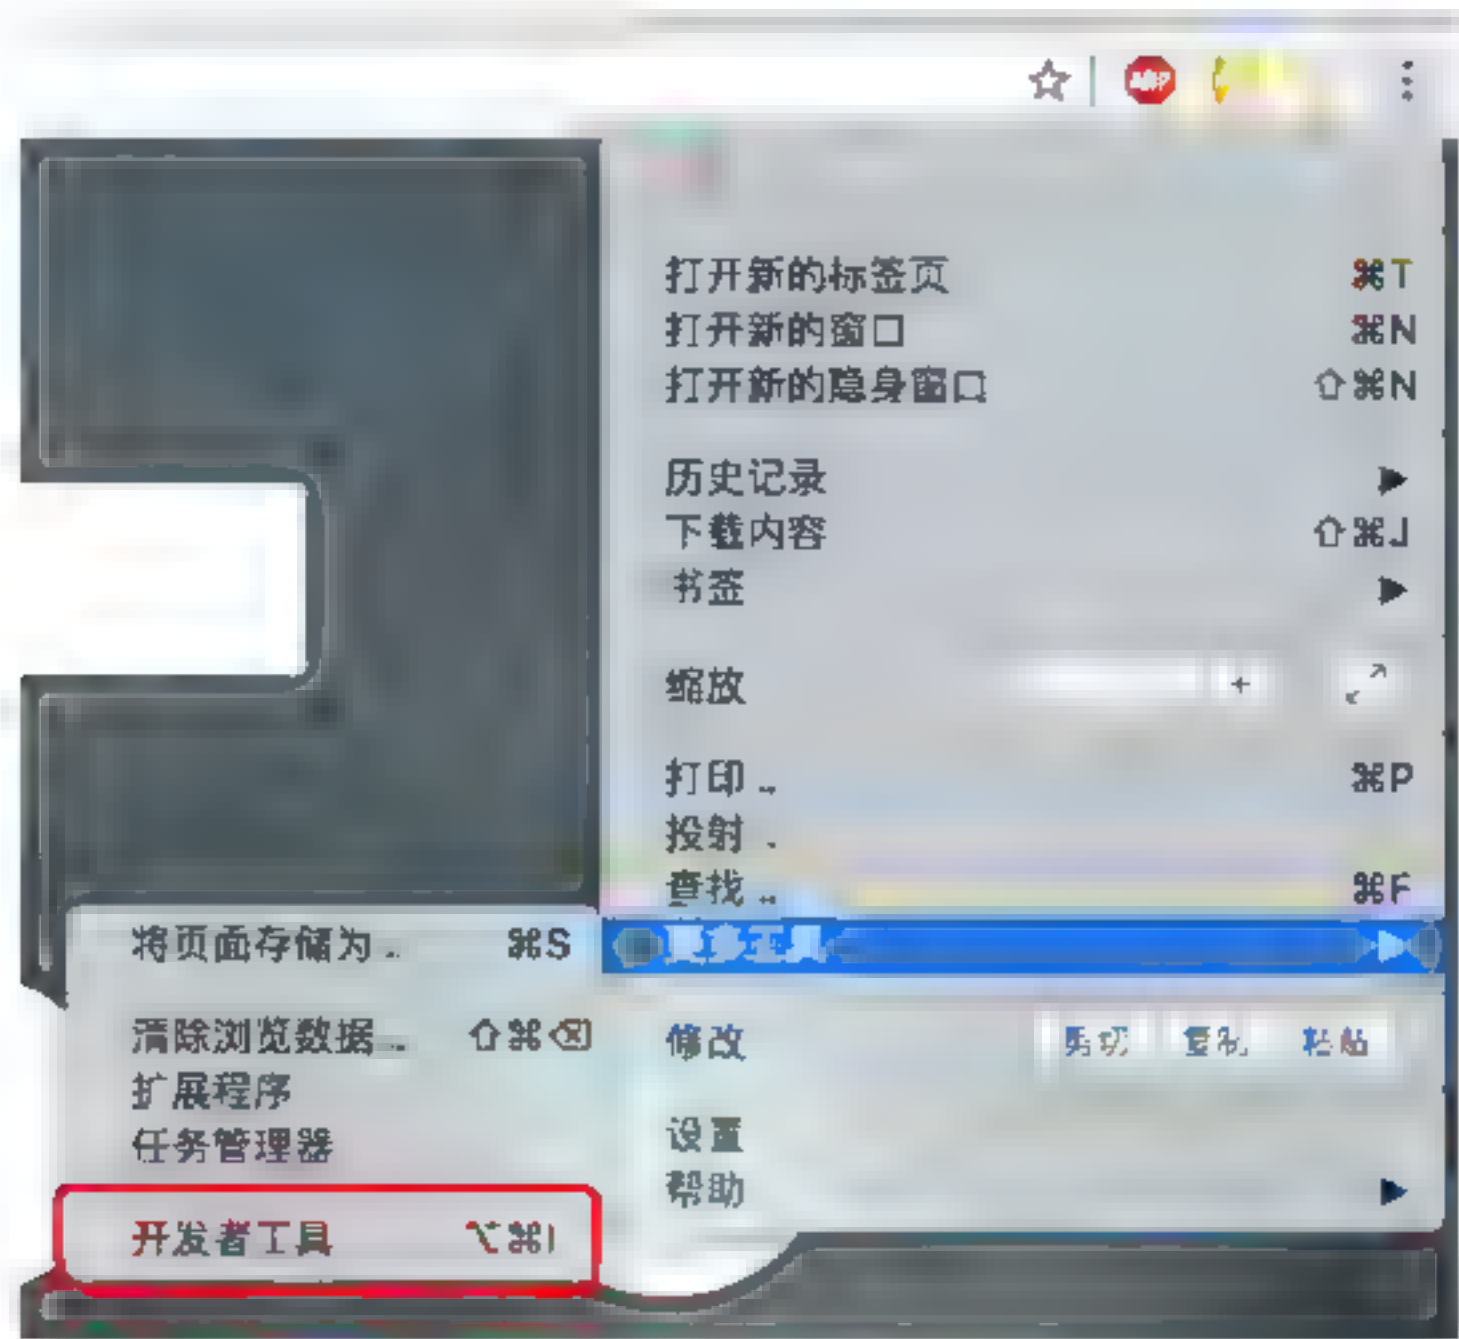 ABP
打开新的标签页 ⌘T
打开新的窗口 ⌘N
打开新的隐身窗口 ⇧⌘N
历史记录 ▶
下载内容 ⇧⌘J
书签 ▶
缩放 +
打印... ⌘P
投射...
查找... ⌘F
更多工具 ▶
将页面存储为... ⌘S
清除浏览数据... ⇧⌘⌫
扩展程序
任务管理器
开发者工具 ⌥⌘I
修改 剪切 复制 粘贴
设置
帮助 ▶